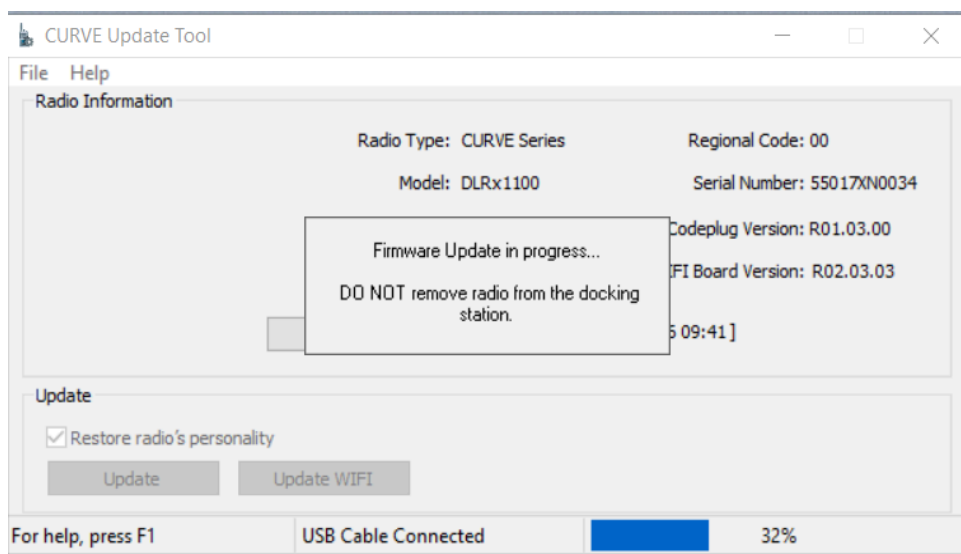 CURVE Update Tool
File Help
Radio Information
Radio Type: CURVE Series
Regional Code: 00
Model: DLRx1100
Serial Number: 55017XN0034
Codeplug Version: R01.03.00
Firmware Update in progress...
DO NOT remove radio from the docking
station.
IFI Board Version: R02.03.03
09:41]
Update
Restore radio's personality
Update
Update WIFI
For help, press F1
USB Cable Connected
32%